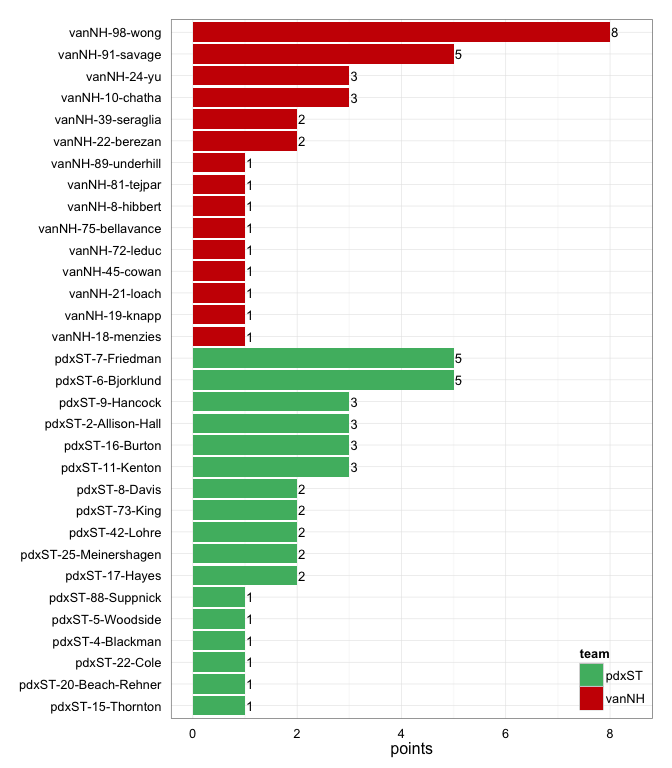 vanNH-98-wong 8
vanNH-91-savage 5
vanNH-24-yu 3
vanNH-10-chatha 3
vanNH-39-seraglia 2
vanNH-22-berezan 2
vanNH-89-underhill 1
vanNH-81-tejpar 1
vanNH-8-hibbert 1
vanNH-75-bellavance 1
vanNH-72-leduc 1
vanNH-45-cowan 1
vanNH-21-loach 1
vanNH-19-knapp 1
vanNH-18-menzies 1
pdxST-7-Friedman 5
pdxST-6-Bjorklund 5
pdxST-9-Hancock 3
pdxST-2-Allison-Hall 3
pdxST-16-Burton 3
pdxST-11-Kenton 3
pdxST-8-Davis 2
pdxST-73-King 2
pdxST-42-Lohre 2
pdxST-25-Meinershagen 2
pdxST-17-Hayes 2
pdxST-88-Suppnick 1
pdxST-5-Woodside 1
pdxST-4-Blackman 1
pdxST-22-Cole 1
pdxST-20-Beach-Rehner 1
pdxST-15-Thornton 1
team
pdxST
vanNH
0 2 4 6 8
points